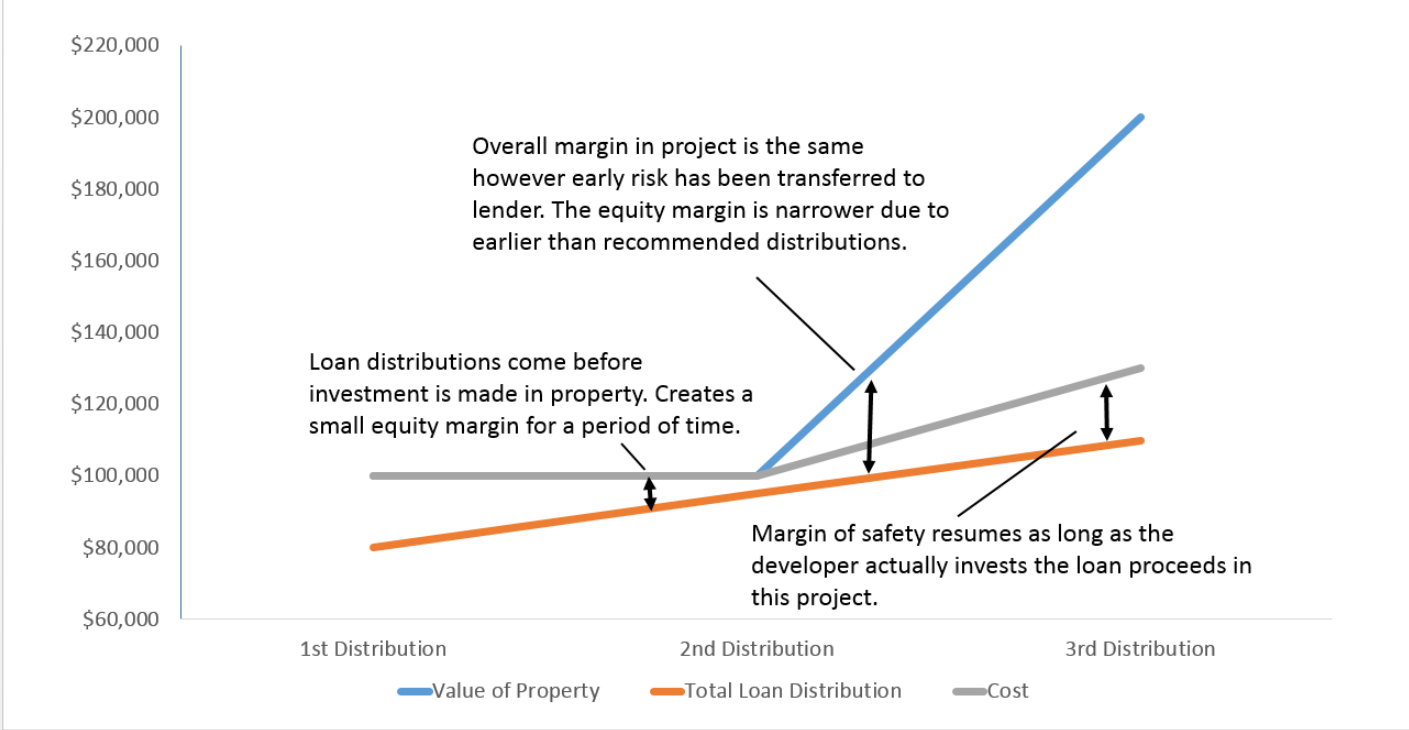 $220,000
$200,000
$180,000
$160,000
$140,000
$120,000
$100,000
$80,000
$60,000
Overall margin in project is the same
however early risk has been transferred to
lender. The equity margin is narrower due to
earlier than recommended distributions.
Loan distributions come before
investment is made in property. Creates a
small equity margin for a period of time.
Margin of safety resumes as long as the
developer actually invests the loan proceeds in
this project.
1st Distribution
2nd Distribution
3rd Distribution
Value of Property
Total Loan Distribution
Cost